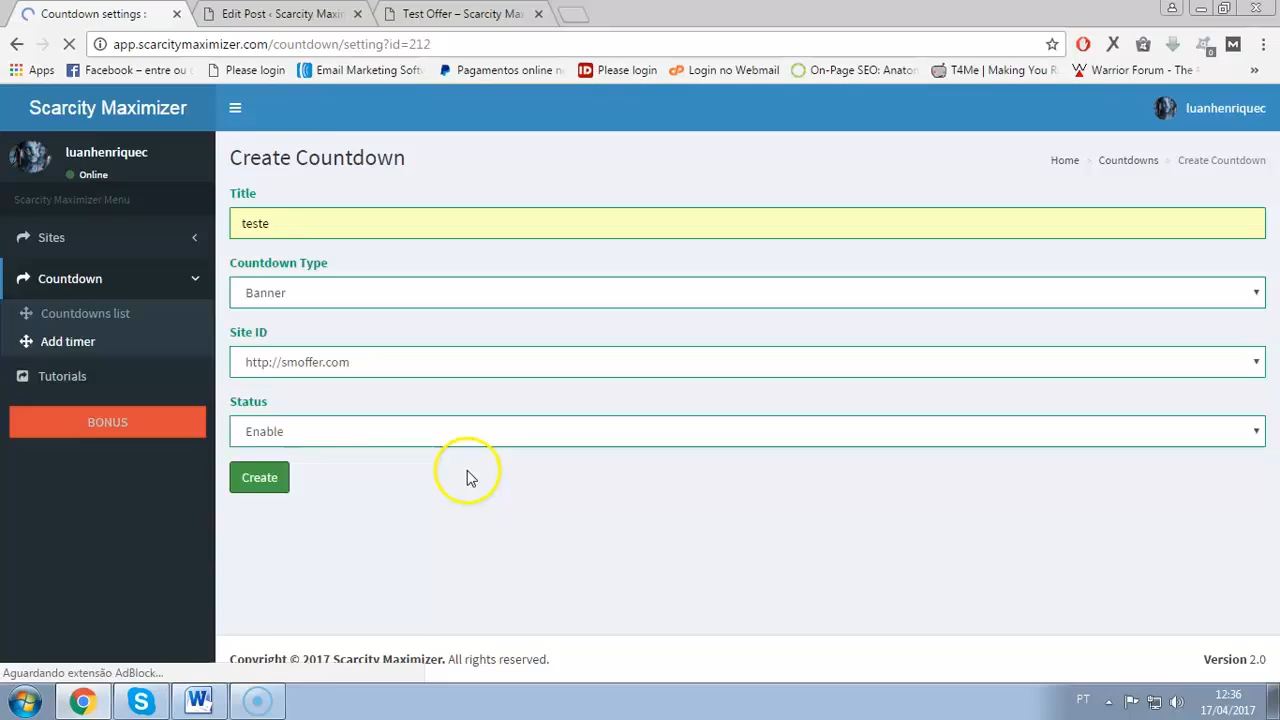 Countdown settings :
Edit Post ‹ Scarcity Maxin
Test Offer – Scarcity Max
app.scarcitymaximizer.com/countdown/setting?id=212
Apps
Facebook – entre ou
Please login
Email Marketing Soft
Pagamentos online n
Please login
Login no Webmail
On-Page SEO: Anaton
T4Me | Making You R
Warrior Forum - The
»
Scarcity Maximizer
luanhenriquec
luanhenriquec
Online
Scarcity Maximizer Menu
Sites
Countdown
Countdowns list
Add timer
Tutorials
BONUS
Create Countdown
Home
Countdowns
Create Countdown
Title
teste
Countdown Type
Banner
Site ID
http://smoffer.com
Status
Enable
Create
Copyright © 2017 Scarcity Maximizer. All rights reserved.
Version 2.0
Aguardando extensão AdBlock...
PT
12:36
17/04/2017